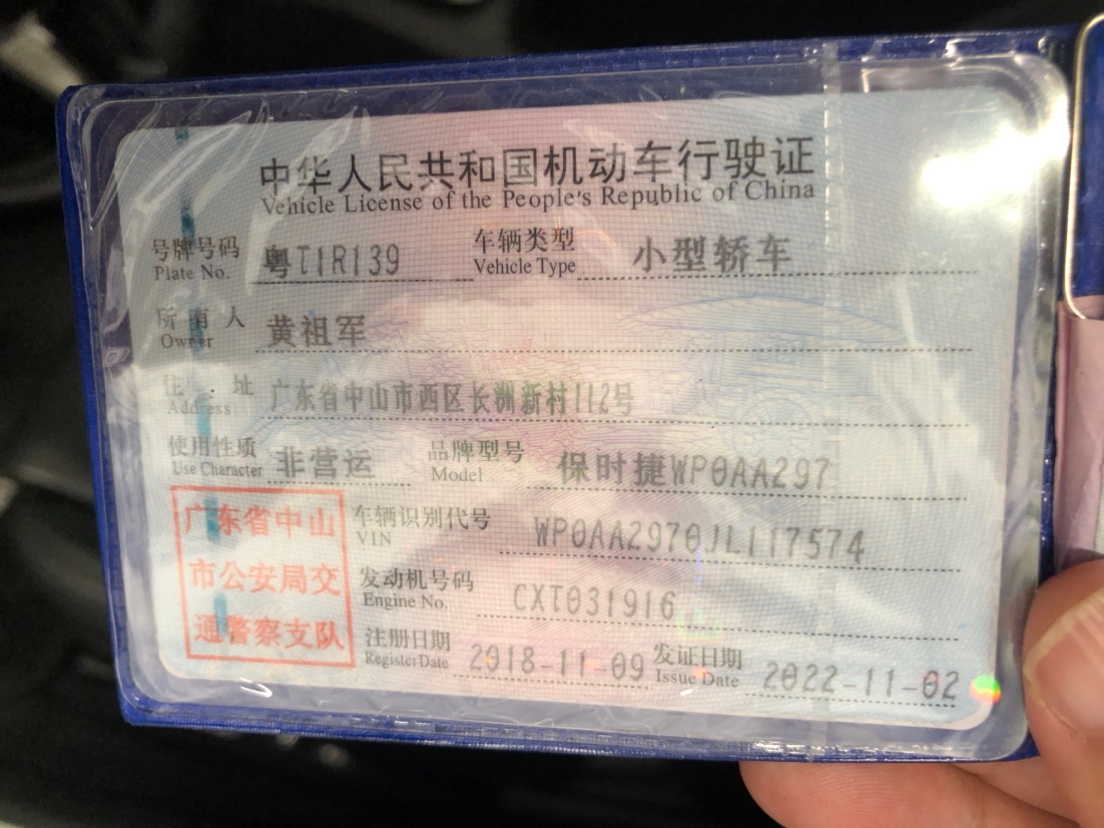 中华人民共和国机动车行驶证
Vehicle License of the People's Republic of China
号牌号码 粤T1R139 车辆类型 小型轿车
Plate No. Vehicle Type
所有人 黄祖军
Owner
住址 广东省中山市西区长洲新村112号
Address
使用性质 非营运 品牌型号 保时捷WP0AA297
Use Character Model
广东省中山
市公安局交
通警察支队
车辆识别代号 WP0AA2970JL117574
VIN
发动机号码 CXT031916
Engine No.
注册日期 2018-11-09 发证日期 2022-11-02
Register Date Issue Date